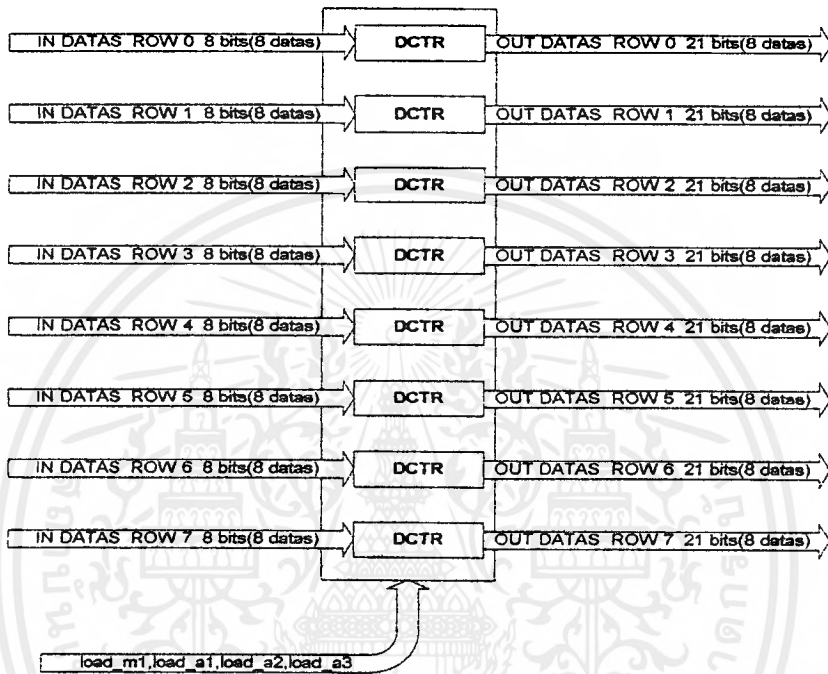 IN DATAS ROW 0 8 bits(8 datas) DCTR OUT DATAS ROW 0 21 bits(8 datas)
IN DATAS ROW 1 8 bits(8 datas) DCTR OUT DATAS ROW 1 21 bits(8 datas)
IN DATAS ROW 2 8 bits(8 datas) DCTR OUT DATAS ROW 2 21 bits(8 datas)
IN DATAS ROW 3 8 bits(8 datas) DCTR OUT DATAS ROW 3 21 bits(8 datas)
IN DATAS ROW 4 8 bits(8 datas) DCTR OUT DATAS ROW 4 21 bits(8 datas)
IN DATAS ROW 5 8 bits(8 datas) DCTR OUT DATAS ROW 5 21 bits(8 datas)
IN DATAS ROW 6 8 bits(8 datas) DCTR OUT DATAS ROW 6 21 bits(8 datas)
IN DATAS ROW 7 8 bits(8 datas) DCTR OUT DATAS ROW 7 21 bits(8 datas)
load_m1,load_a1,load_a2,load_a3